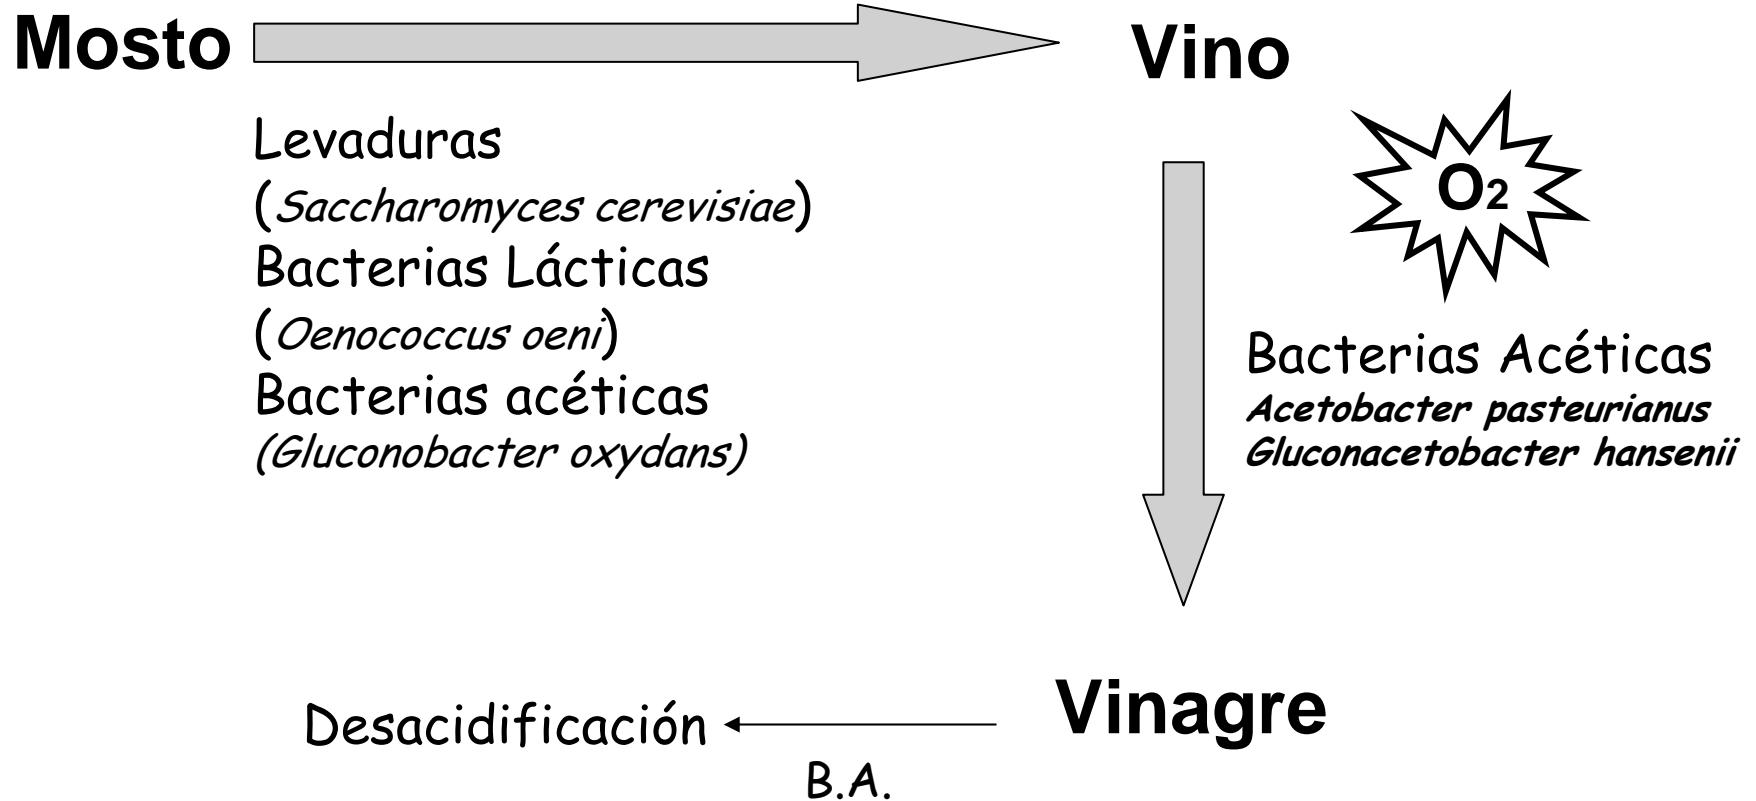 Mosto
Vino
Levaduras
(Saccharomyces cerevisiae)
Bacterias Lácticas
(Oenococcus oeni)
Bacterias acéticas
(Gluconobacter oxydans)
O2
Bacterias Acéticas
Acetobacter pasteurianus
Gluconacetobacter hansenii
Vinagre
Desacidificación
B.A.